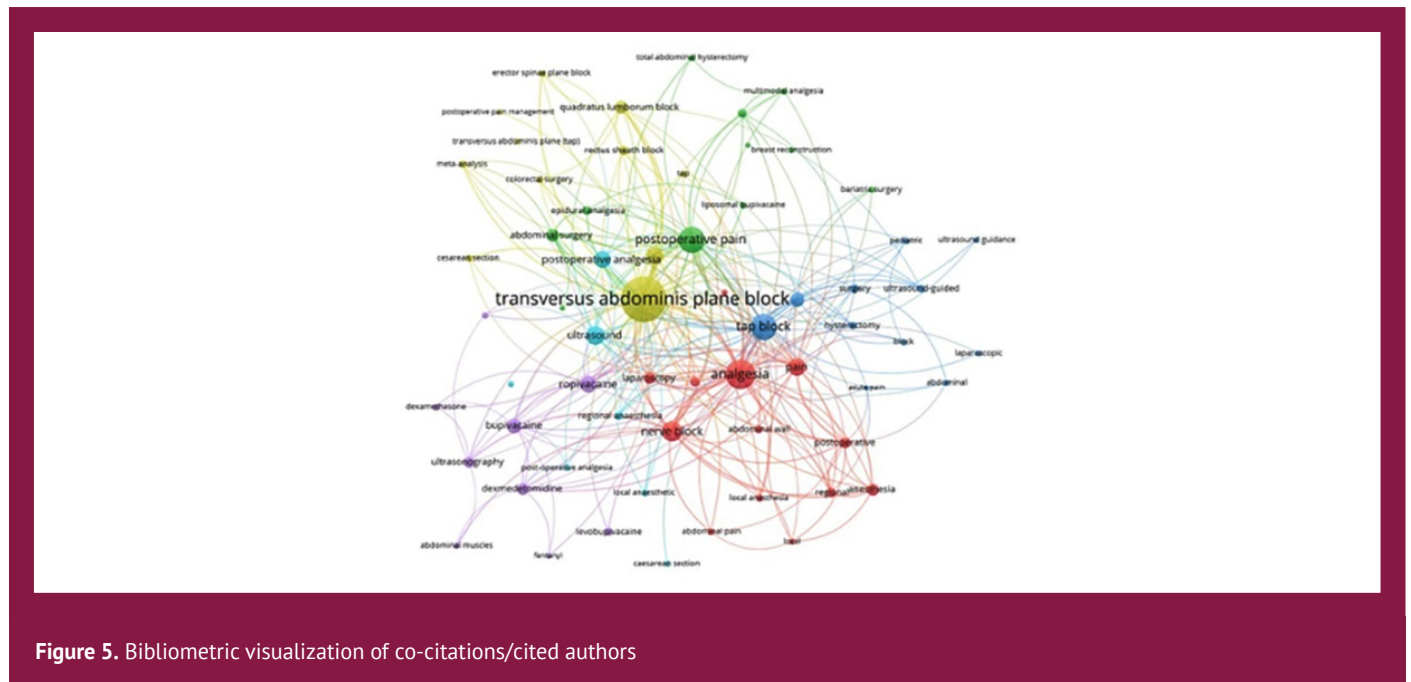 total abdominal hysterectomy
erector spinae plane block
multimodal analgesia
quadratus lumborum block
postoperative pain management
transversus abdominis plane (tap)
rectus sheath block
breast reconstruction
meta-analysis
tap
colorectal surgery
bariatric surgery
liposomal bupivacaine
epidural analgesia
abdominal surgery
postoperative pain
pediatric
ultrasound guidance
cesarean section
postoperative analgesia
surgery
ultrasound-guided
transversus abdominis plane block
tap block
hysterectomy
ultrasound
block
laparoscopic
analgesia
pain
laparoscopy
ropivacaine
abdominal
dexamethasone
regional anaesthesia
bupivacaine
nerve block
abdominal wall
postoperative
ultrasonography
post-operative analgesia
dexmedetomidine
local anaesthetic
local anesthesia
regional
anesthesia
levobupivacaine
abdominal pain
local
abdominal muscles
fentanyl
caesarean section
Figure 5. Bibliometric visualization of co-citations/cited authors